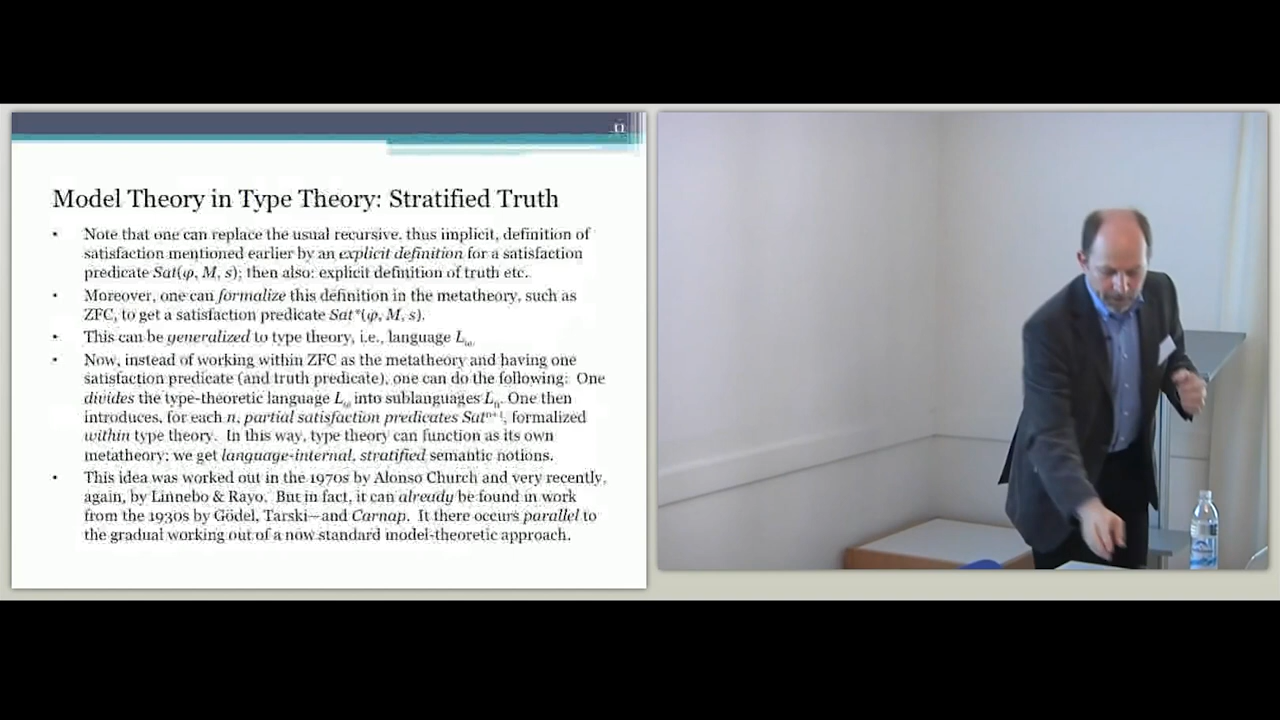 11
Model Theory in Type Theory: Stratified Truth
• Note that one can replace the usual recursive, thus implicit, definition of
satisfaction mentioned earlier by an explicit definition for a satisfaction
predicate Sat(φ, M, s); then also: explicit definition of truth etc.
• Moreover, one can formalize this definition in the metatheory, such as
ZFC, to get a satisfaction predicate Sat*(φ, M, s).
• This can be generalized to type theory, i.e., language Lω.
• Now, instead of working within ZFC as the metatheory and having one
satisfaction predicate (and truth predicate), one can do the following: One
divides the type-theoretic language Lω into sublanguages Ln. One then
introduces, for each n, partial satisfaction predicates Satⁿ⁺¹, formalized
within type theory. In this way, type theory can function as its own
metatheory; we get language-internal, stratified semantic notions.
• This idea was worked out in the 1970s by Alonso Church and very recently,
again, by Linnebo & Rayo. But in fact, it can already be found in work
from the 1930s by Gödel, Tarski—and Carnap. It there occurs parallel to
the gradual working out of a now standard model-theoretic approach.